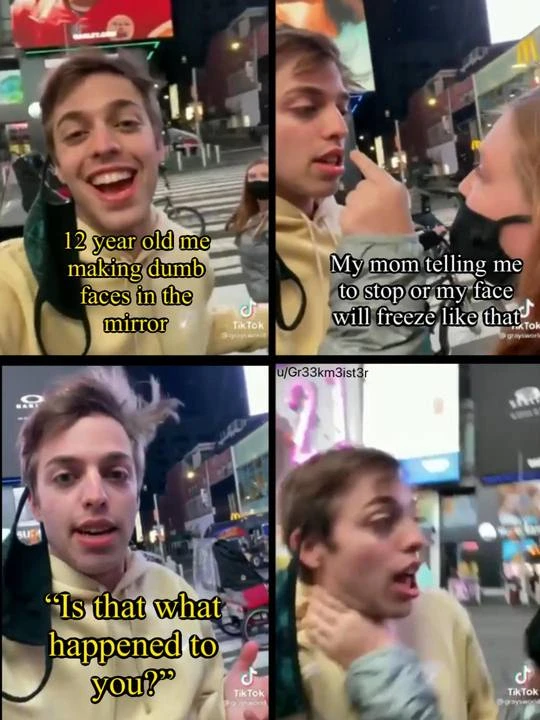 12 year old me
making dumb
faces in the
mirror
TikTok
My mom telling me
to stop or my face
will freeze like that
TikTok
"Is that what
happened to
you?"
TikTok
u/Gr33km3ist3r
TikTok